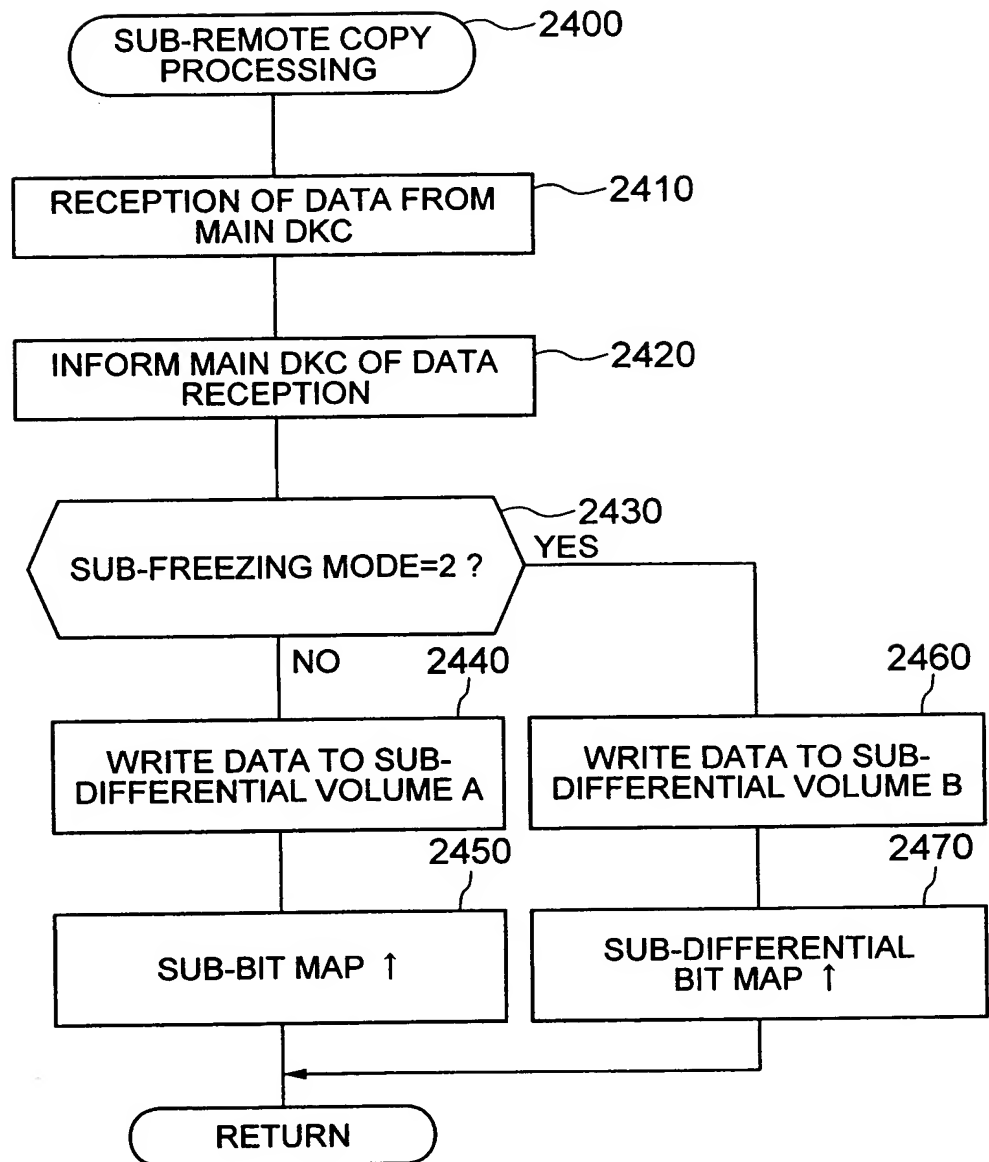 SUB-REMOTE COPY
PROCESSING
2400
RECEPTION OF DATA FROM
MAIN DKC
2410
INFORM MAIN DKC OF DATA
RECEPTION
2420
SUB-FREEZING MODE=2 ?
2430
YES
NO
2440
WRITE DATA TO SUB-
DIFFERENTIAL VOLUME A
2460
WRITE DATA TO SUB-
DIFFERENTIAL VOLUME B
2450
SUB-BIT MAP ↑
2470
SUB-DIFFERENTIAL
BIT MAP ↑
RETURN